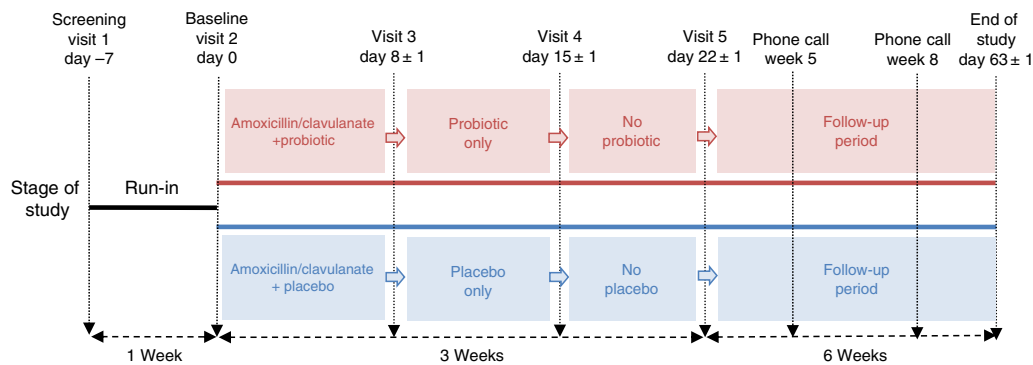 Screening
visit 1
day –7
Baseline
visit 2
day 0
Visit 3
day 8 ± 1
Visit 4
day 15 ± 1
Visit 5
day 22 ± 1
Phone call
week 5
Phone call
week 8
End of
study
day 63 ± 1
Amoxicillin/clavulanate
+probiotic
Probiotic
only
No
probiotic
Follow-up
period
Stage of
study
Run-in
Amoxicillin/clavulanate
+ placebo
Placebo
only
No
placebo
Follow-up
period
1 Week
3 Weeks
6 Weeks